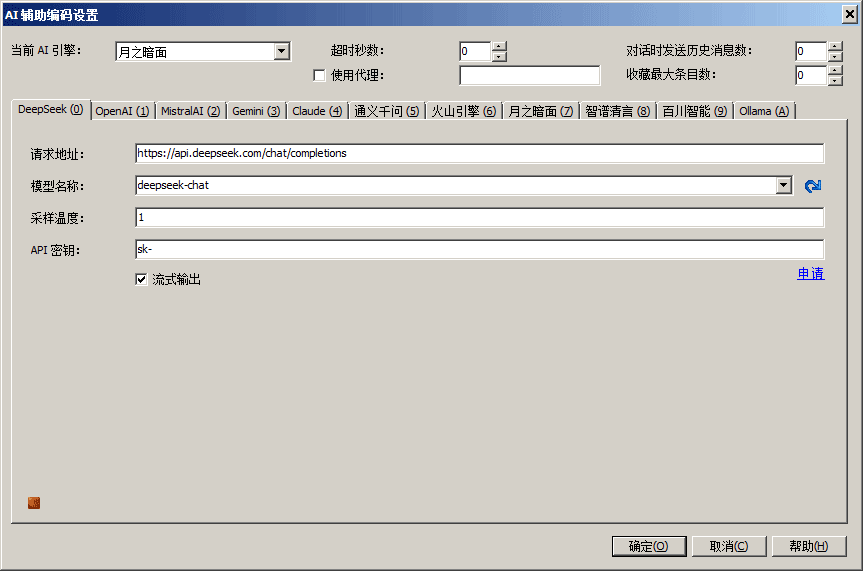 AI 辅助编码设置
当前 AI 引擎： 月之暗面 超时秒数： 0 对话时发送历史消息数： 0
使用代理： 收藏最大条目数： 0
DeepSeek (0) OpenAI (1) MistralAI (2) Gemini (3) Claude (4) 通义千问 (5) 火山引擎 (6) 月之暗面 (7) 智谱清言 (8) 百川智能 (9) Ollama (A)
请求地址： https://api.deepseek.com/chat/completions
模型名称： deepseek-chat
采样温度： 1
API 密钥： sk-
流式输出 申请
确定(O) 取消(C) 帮助(H)